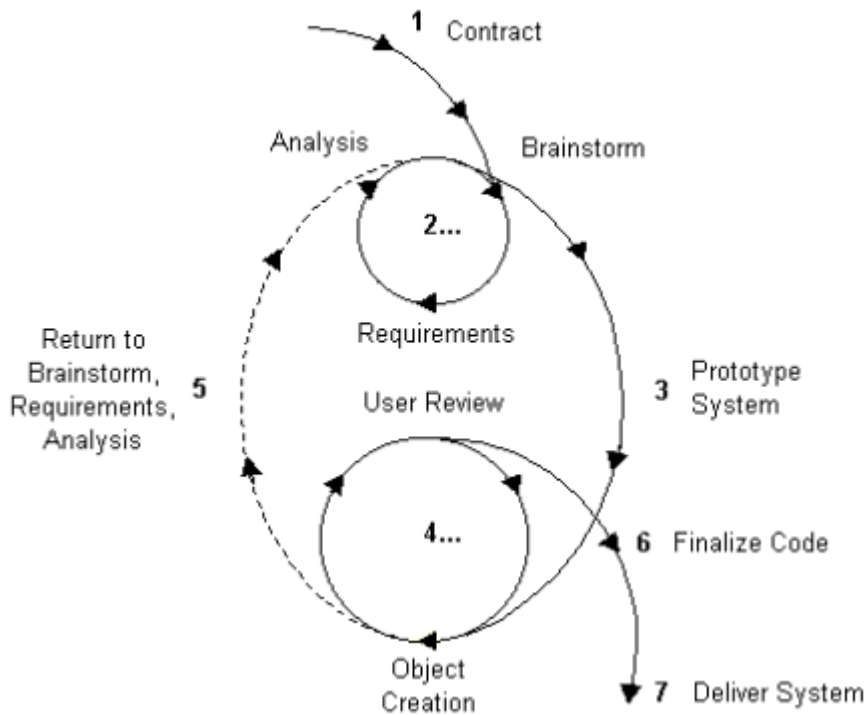 1 Contract
Analysis
Brainstorm
2...
Requirements
Return to
Brainstorm,
Requirements,
Analysis
5
User Review
3 Prototype
System
4...
6 Finalize Code
Object
Creation
7 Deliver System